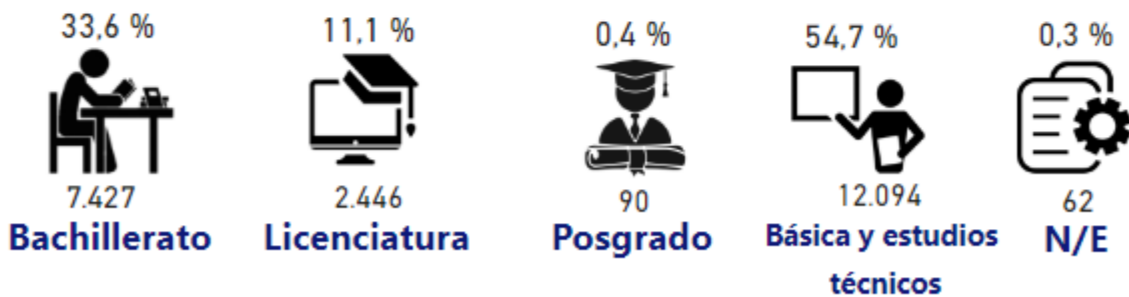 33,6 %
7.427
Bachillerato
11,1 %
2.446
Licenciatura
0,4 %
90
Posgrado
54,7 %
12.094
Básica y estudios
técnicos
0,3 %
62
N/E